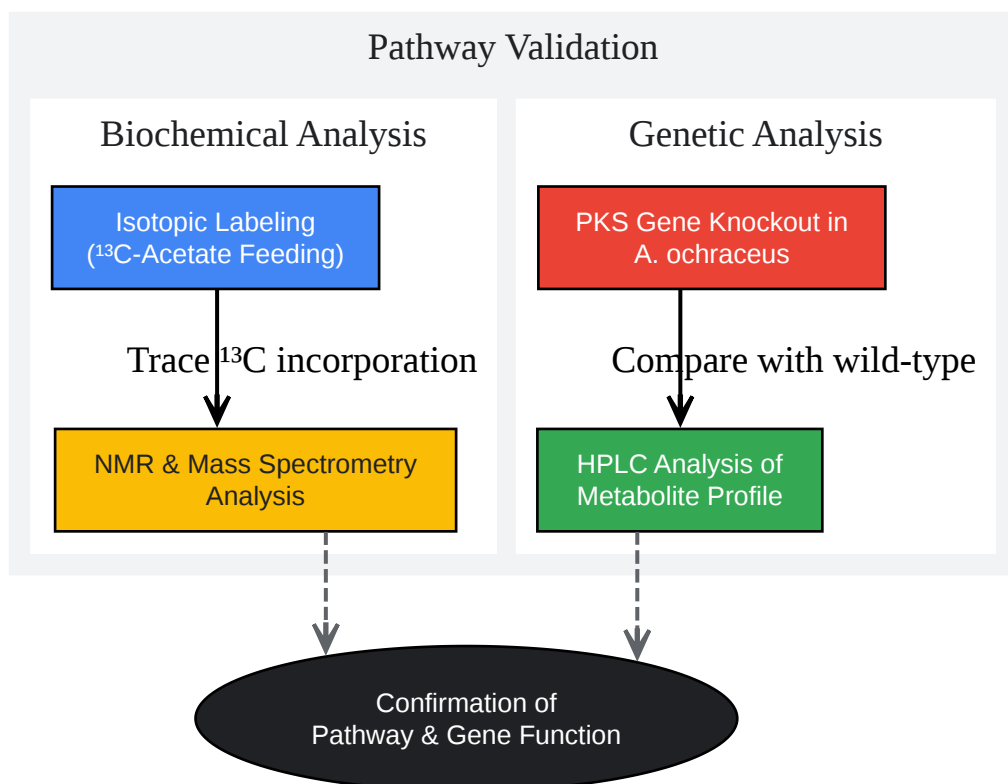 Pathway Validation
Biochemical Analysis
Isotopic Labeling
(¹³C-Acetate Feeding)
Trace ¹³C incorporation
NMR & Mass Spectrometry
Analysis
Genetic Analysis
PKS Gene Knockout in
A. ochraceus
Compare with wild-type
HPLC Analysis of
Metabolite Profile
Confirmation of
Pathway & Gene Function